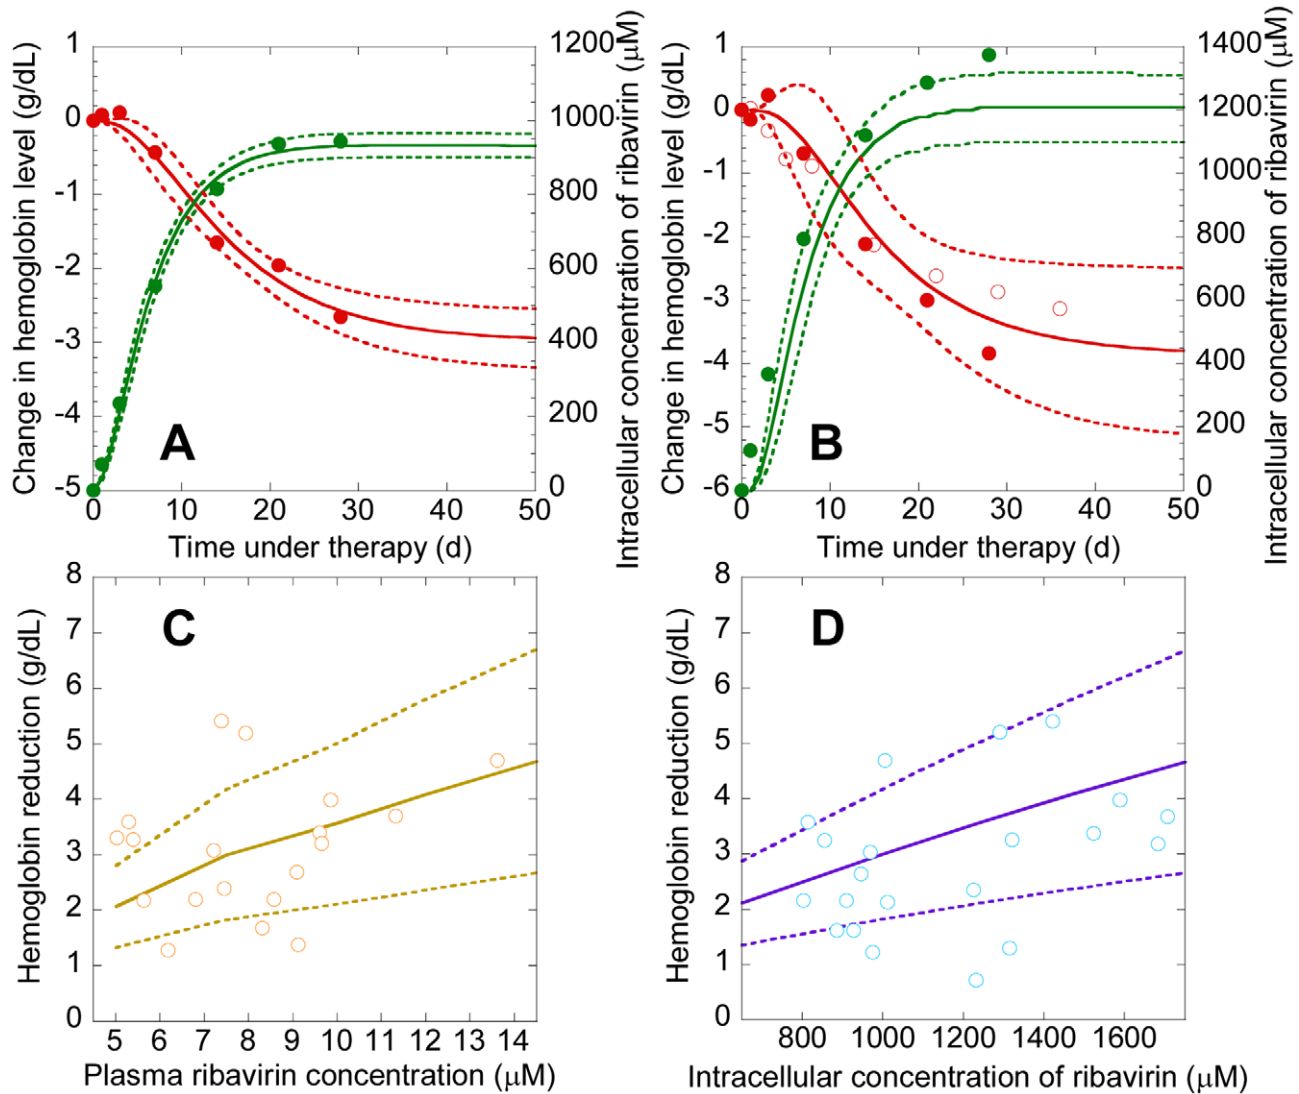 Change in hemoglobin level (g/dL)
1
0
-1
-2
-3
-4
-5
A
0 10 20 30 40 50
Time under therapy (d)
1200
1000
800
600
400
200
0
Intracellular concentration of ribavirin (μM)
Change in hemoglobin level (g/dL)
1
0
-1
-2
-3
-4
-5
-6
B
0 10 20 30 40 50
Time under therapy (d)
1400
1200
1000
800
600
400
200
0
Intracellular concentration of ribavirin (μM)
Hemoglobin reduction (g/dL)
8
7
6
5
4
3
2
1
0
C
5 6 7 8 9 10 11 12 13 14
Plasma ribavirin concentration (μM)
Hemoglobin reduction (g/dL)
8
7
6
5
4
3
2
1
0
D
800 1000 1200 1400 1600
Intracellular concentration of ribavirin (μM)